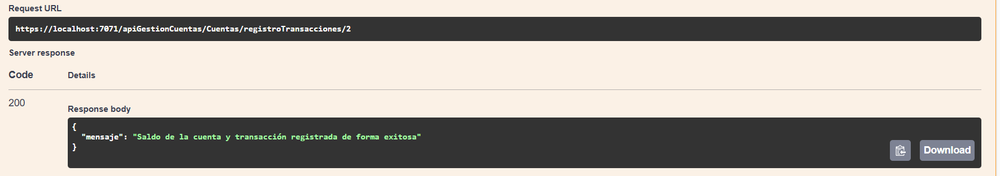 Request URL
https://localhost:7071/apiGestionCuentas/Cuentas/registroTransacciones/2
Server response
Code Details
200
Response body
{
"mensaje": "Saldo de la cuenta y transacción registrada de forma exitosa"
}
Download